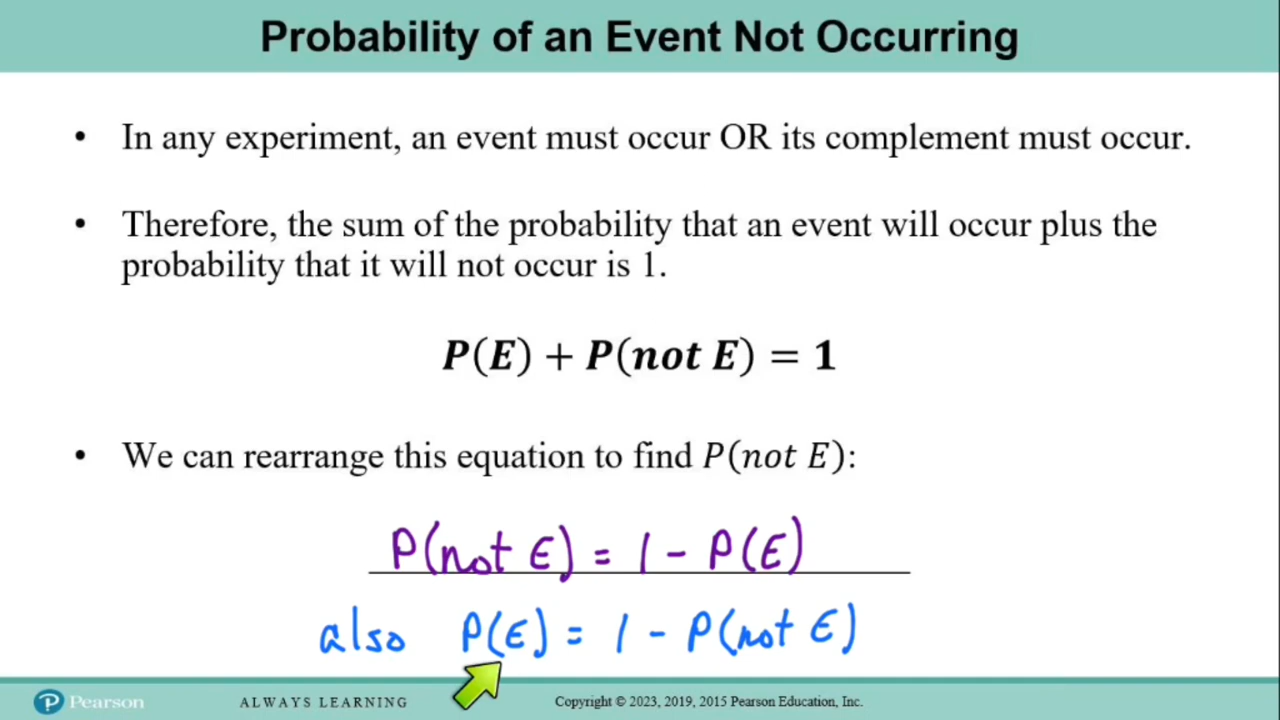 Probability of an Event Not Occurring
• In any experiment, an event must occur OR its complement must occur.
• Therefore, the sum of the probability that an event will occur plus the
probability that it will not occur is 1.
P(E) + P(not E) = 1
• We can rearrange this equation to find P(not E):
P(not E) = 1 - P(E)
also P(E) = 1 - P(not E)
P Pearson ALWAYS LEARNING Copyright © 2023, 2019, 2015 Pearson Education, Inc.